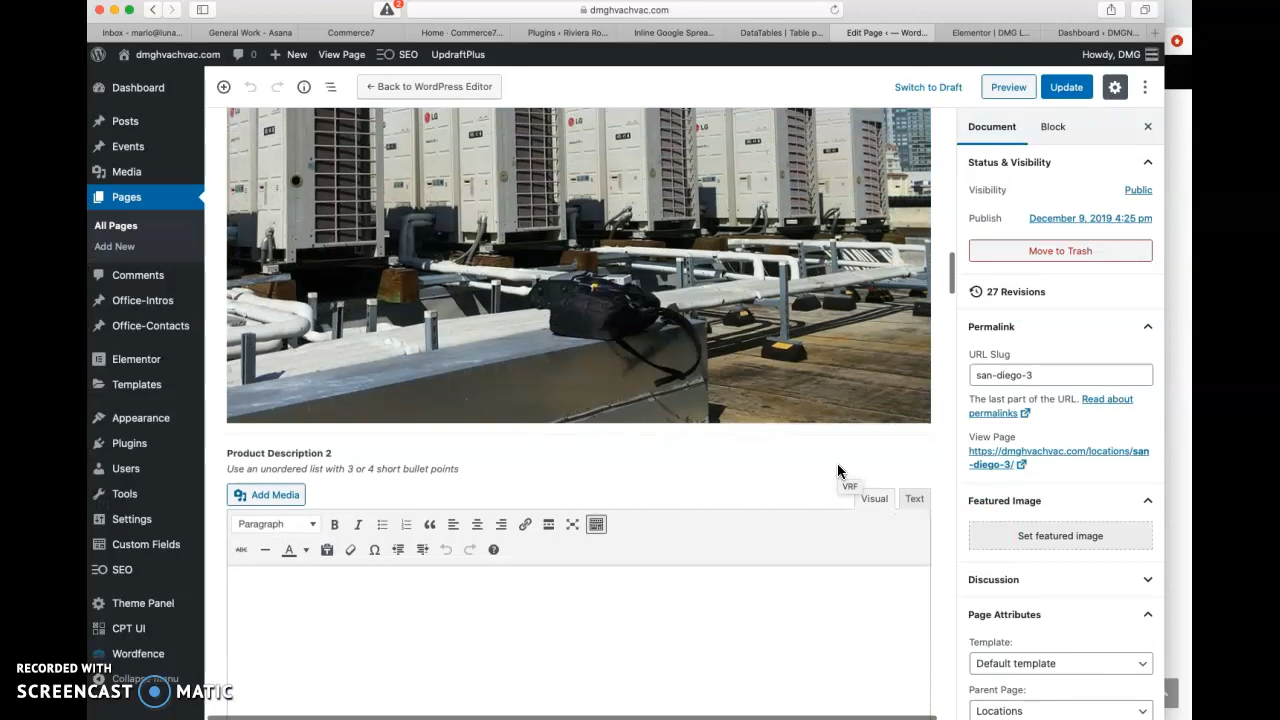 dmghvachvac.com
2
Inbox - mario@luna...
General Work - Asana
Commerce7
Home · Commerce7...
Plugins ‹ Riviera Ro...
Inline Google Sprea...
DataTables | Table p...
Edit Page ‹ — Word...
Elementor | DMG L...
Dashboard ‹ DMGN...
dmghvachvac.com
0
New
View Page
SEO
UpdraftPlus
Howdy, DMG
Dashboard
Posts
Events
Media
Pages
All Pages
Add New
Comments
Office-Intros
Office-Contacts
Elementor
Templates
Appearance
Plugins
Users
Tools
Settings
Custom Fields
SEO
Theme Panel
CPT UI
Wordfence
Collapse menu
← Back to WordPress Editor
Switch to Draft
Preview
Update
LG
LG
LG
LG
Product Description 2
Use an unordered list with 3 or 4 short bullet points
Add Media
VRF
Visual
Text
Paragraph
B
I
ABC
A
Document
Block
Status & Visibility
Visibility
Public
Publish
December 9, 2019 4:25 pm
Move to Trash
27 Revisions
Permalink
URL Slug
san-diego-3
The last part of the URL. Read about
permalinks
View Page
https://dmghvachvac.com/locations/san
-diego-3/
Featured Image
Set featured image
Discussion
Page Attributes
Template:
Default template
Parent Page:
Locations
RECORDED WITH
SCREENCAST MATIC